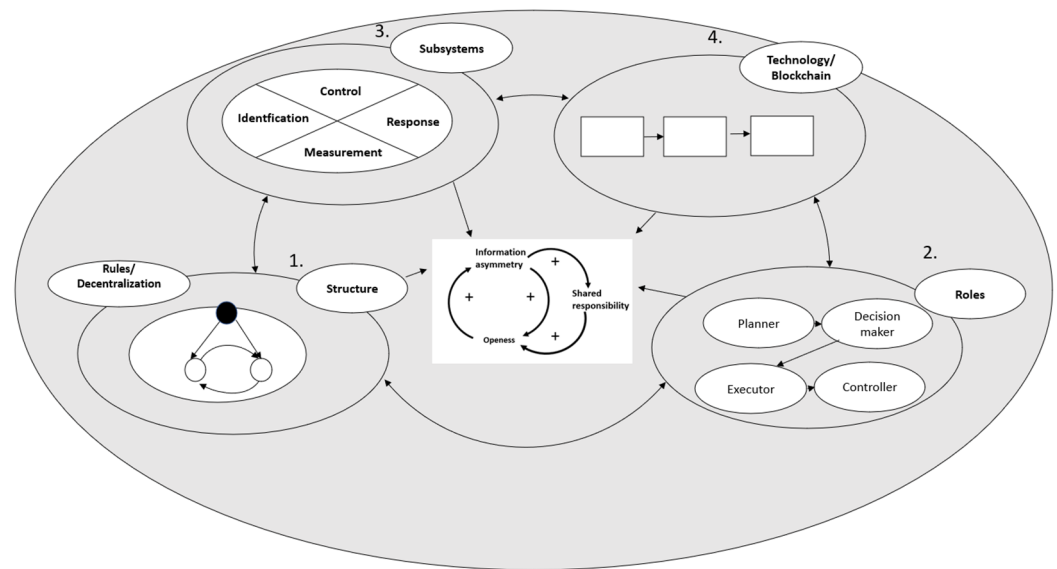 3.
Subsystems
Control
Identfication
Response
Measurement
4.
Technology/
Blockchain
Rules/
Decentralization
1.
Structure
Information
asymmetry
+
+
+
Shared
responsibility
+
Openess
2.
Roles
Planner
Decision
maker
Executor
Controller